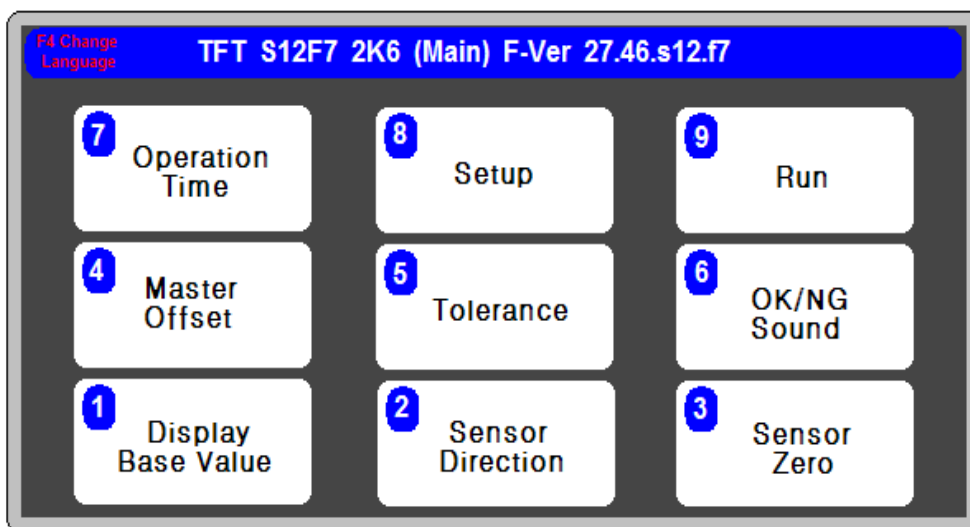 F4 Change
Language
TFT S12F7 2K6 (Main) F-Ver 27.46.s12.f7
7
Operation
Time
8
Setup
9
Run
4
Master
Offset
5
Tolerance
6
OK/NG
Sound
1
Display
Base Value
2
Sensor
Direction
3
Sensor
Zero